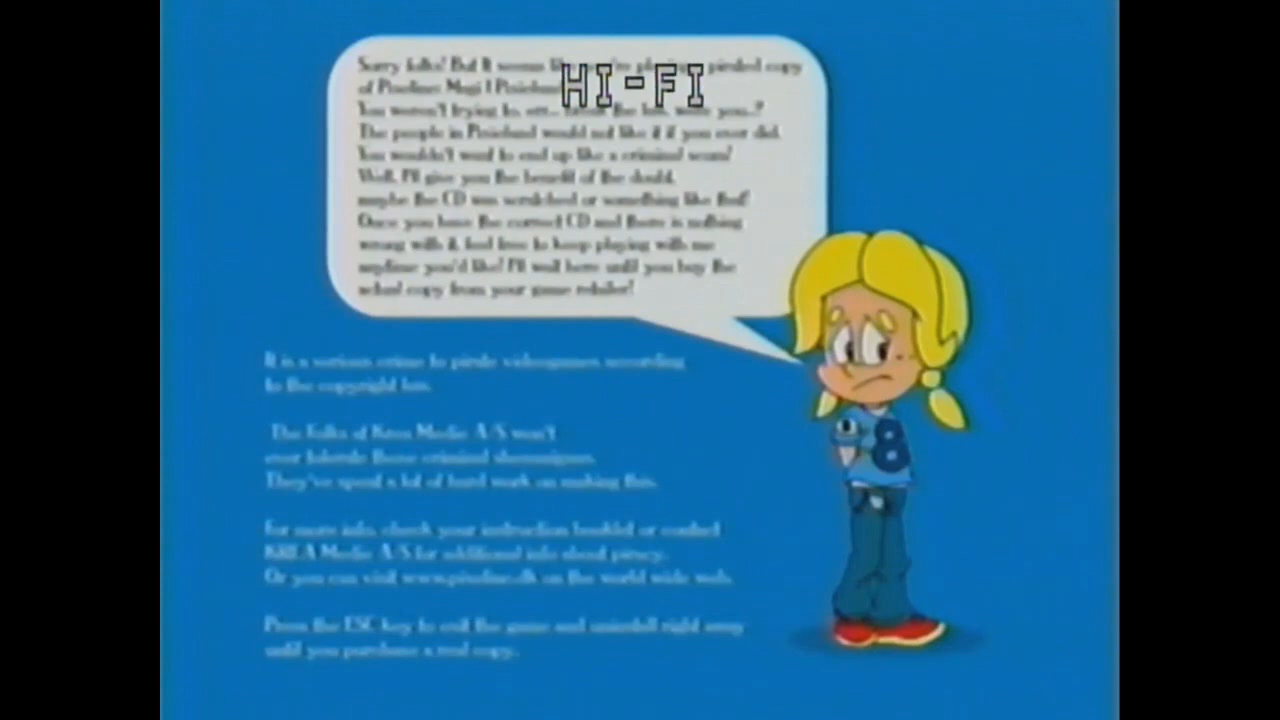 Sorry folks! But It seems like you're playing a pirated copy
of Pixeline: Magi I Pixieland
HI-FI
You weren't trying to, err... break the law, were you..?
The people in Pixieland would not like it if you ever did.
You wouldn't want to end up like a criminal scum!
Well, I'll give you the benefit of the doubt,
maybe the CD was scratched or something like that!
Once you have the correct CD and there is nothing
wrong with it, feel free to keep playing with me
anytime you'd like! I'll wait here until you buy the
actual copy from your game retailer!
It is a serious crime to pirate videogames according
to the copyright law.
The Folks at Krea Medie A/S won't
ever tolerate those criminal shenanigans.
They've spend a lot of hard work on making this.
For more info, check your instruction booklet or contact
KREA Medie A/S for additional info about piracy.
Or you can visit www.pixeline.dk on the world wide web.
Press the ESC key to exit the game and uninstall right away
until you purchase a real copy.
8